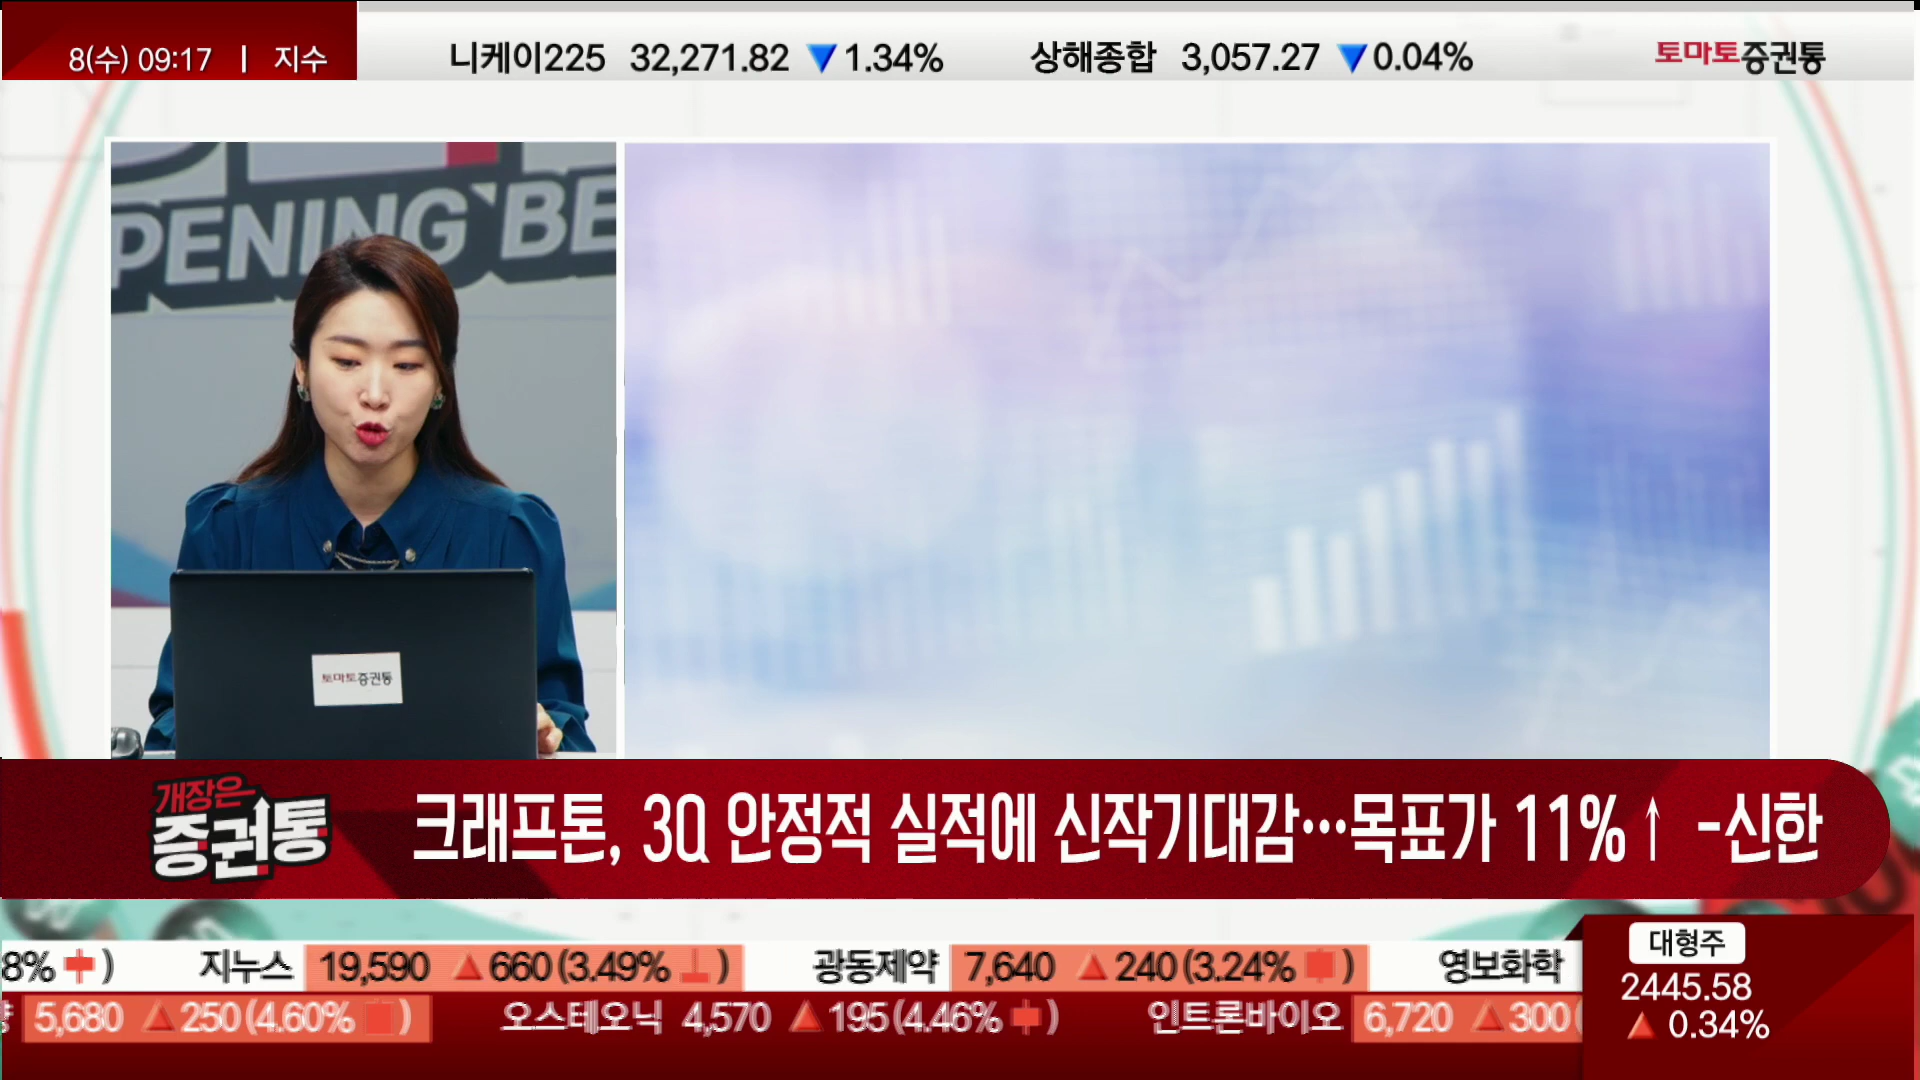 8(수) 09:17 | 지수
니케이225 32,271.82 ▼1.34% 상해종합 3,057.27 ▼0.04%
토마토증권통
PENING BE
토마토증권통
개장은
증권통
크래프톤, 3Q 안정적 실적에 신작기대감…목표가 11%↑ -신한
8% ) 지누스 19,590 ▲660(3.49% ) 광동제약 7,640 ▲240(3.24% ) 영보화학
5,680 ▲250(4.60% ) 오스테오닉 4,570 ▲195(4.46% ) 인트론바이오 6,720 ▲300(
대형주
2445.58
▲ 0.34%